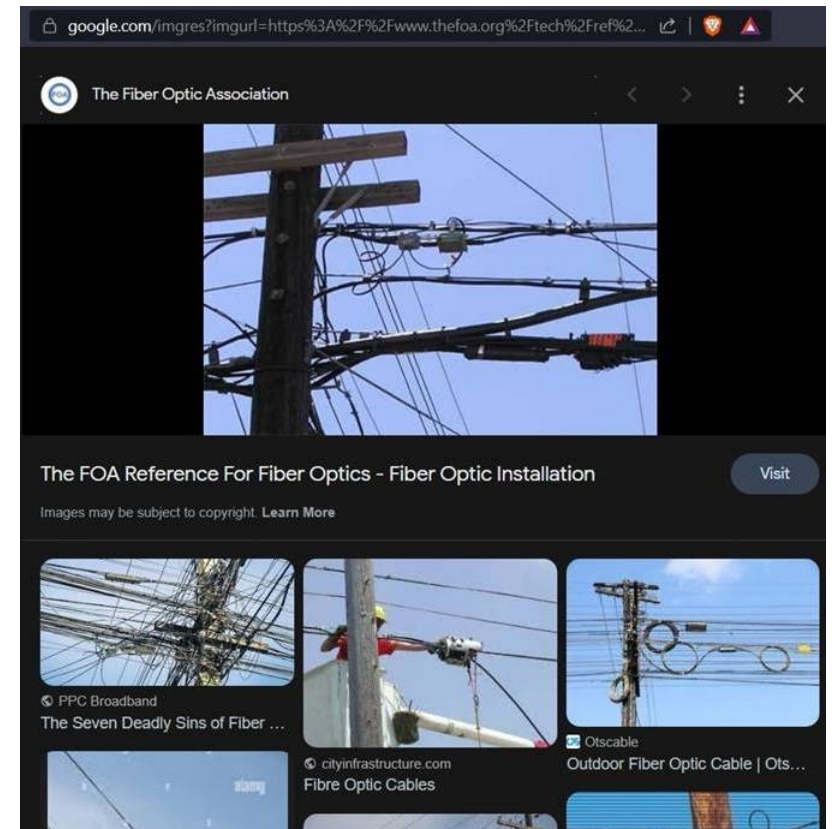 google.com/imgres?imgurl=https%3A%2F%2Fwww.thefoa.org%2Ftech%2Fref%2...
FOA
The Fiber Optic Association
The FOA Reference For Fiber Optics - Fiber Optic Installation
Visit
Images may be subject to copyright. Learn More
PPC Broadband
The Seven Deadly Sins of Fiber ...
cityinfrastructure.com
Fibre Optic Cables
Otscable
Outdoor Fiber Optic Cable | Ots...
alamy